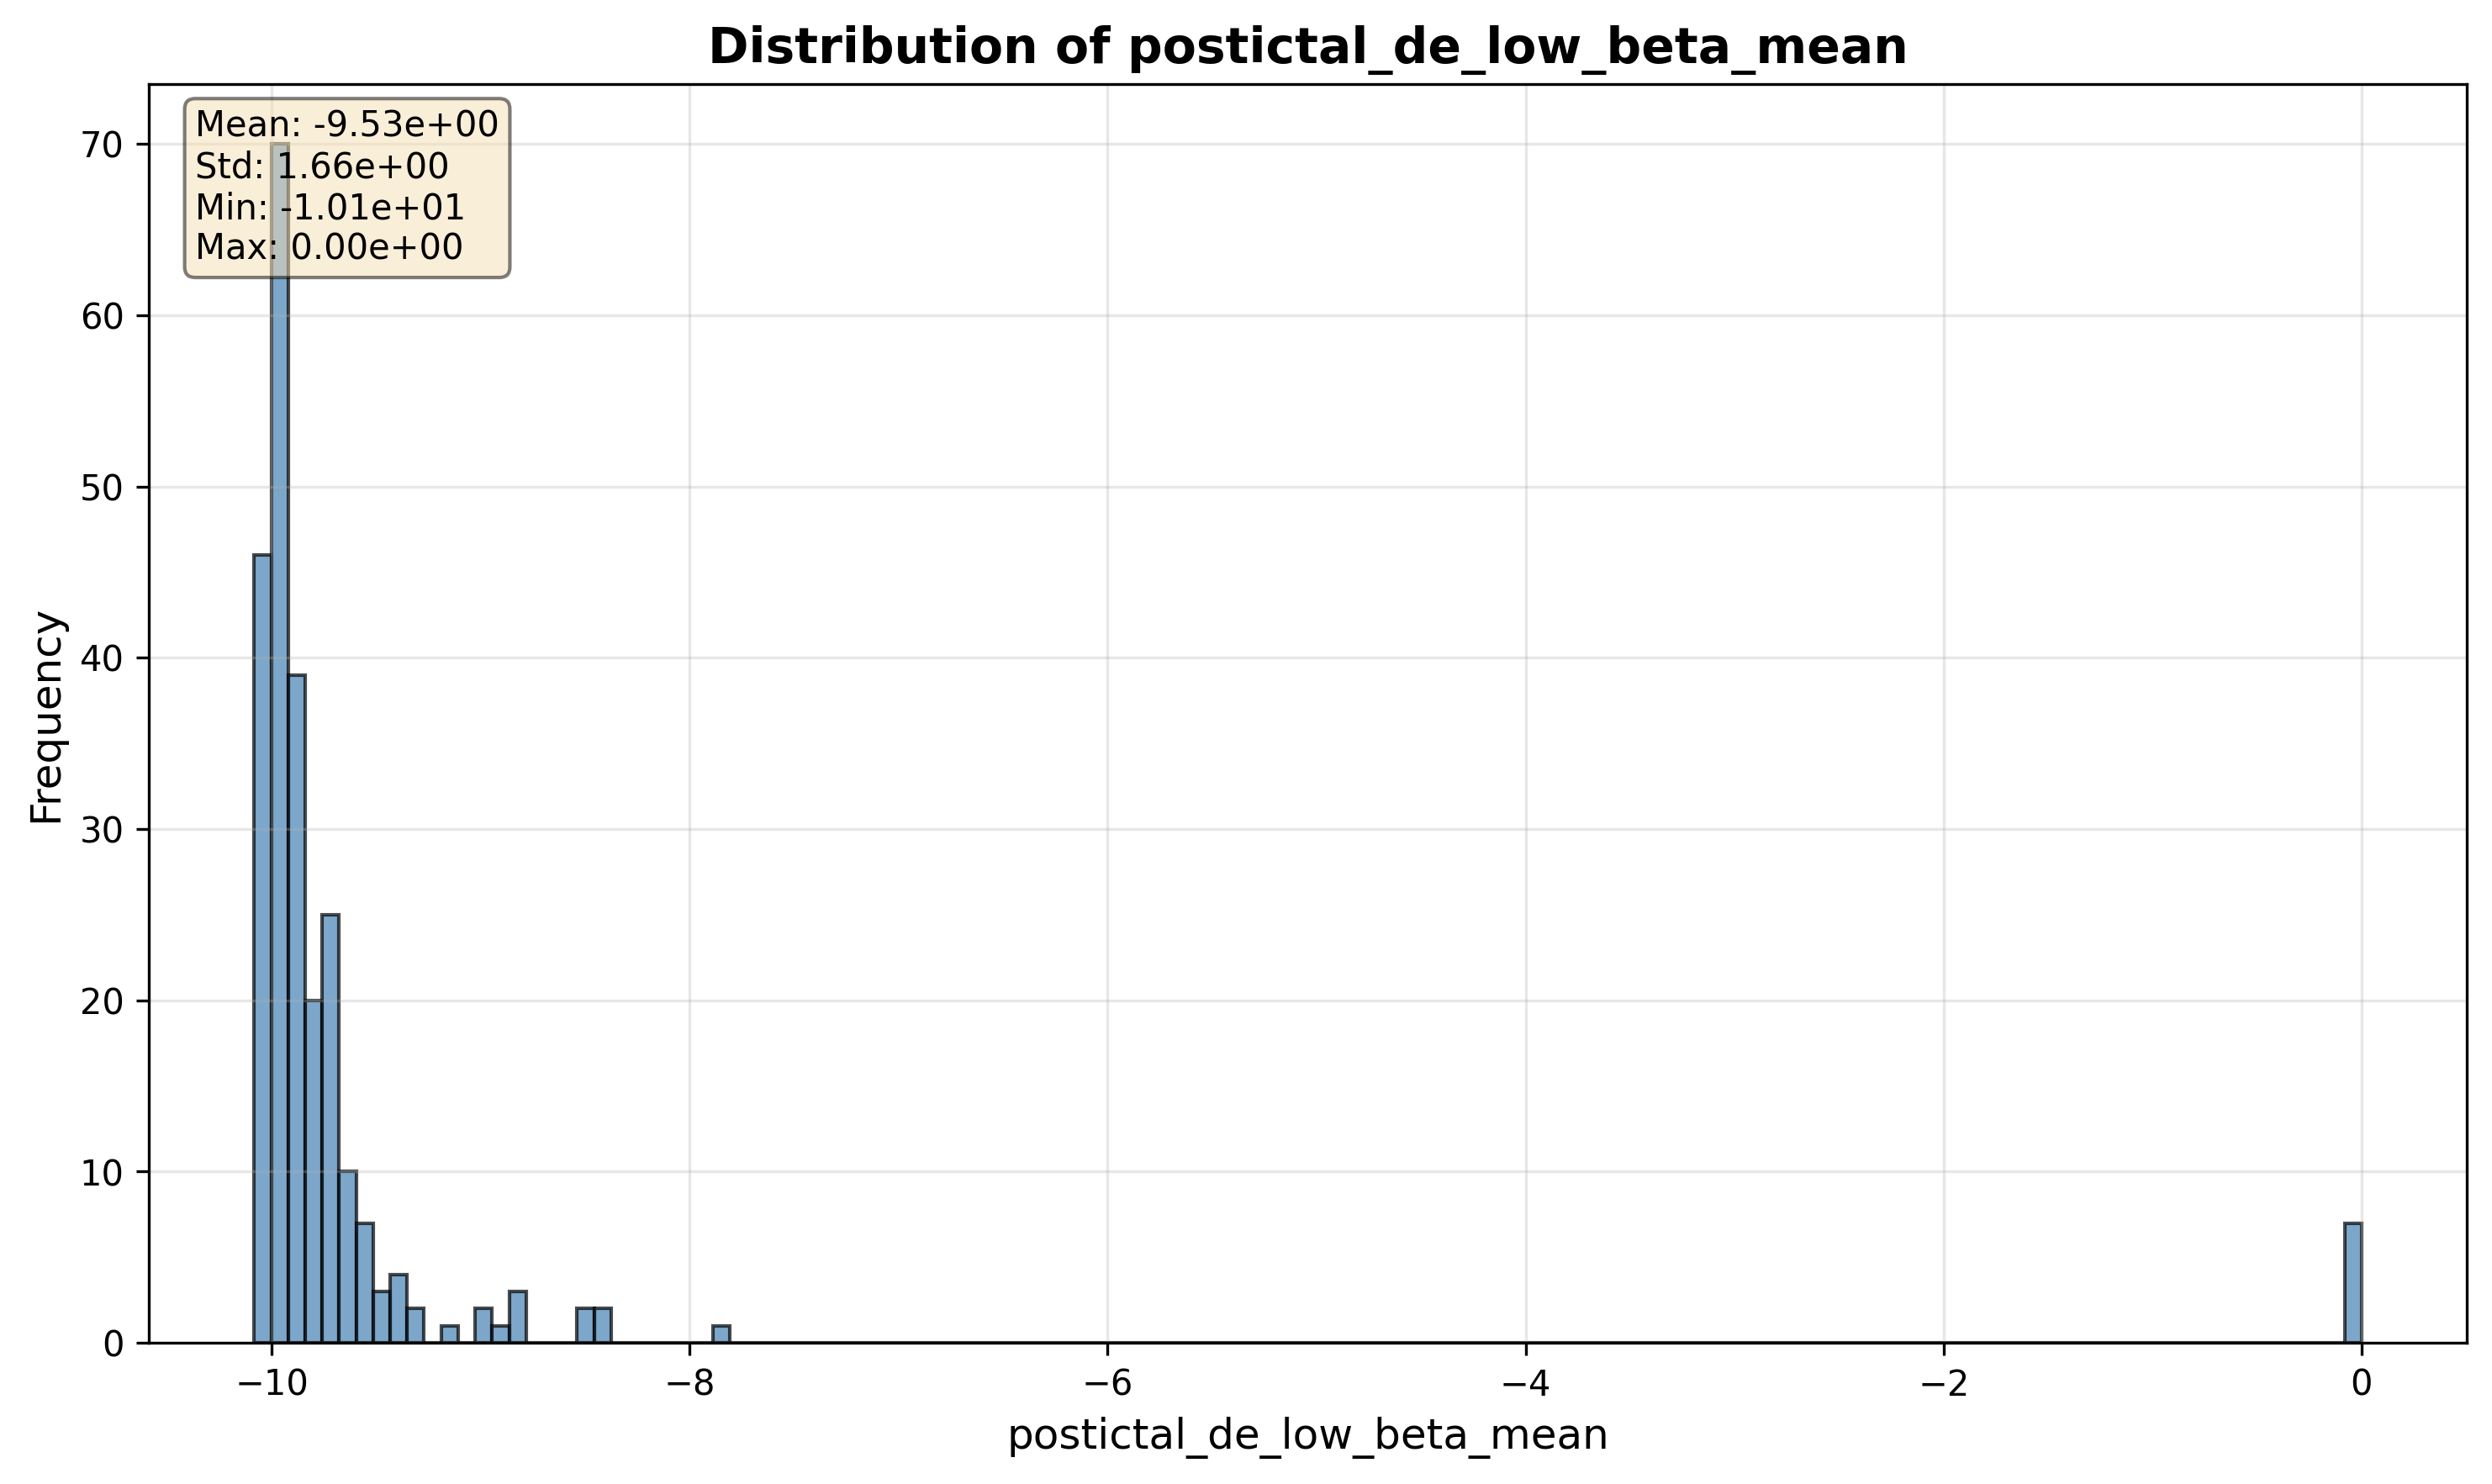 Distribution of postictal_de_low_beta_mean
Mean: -9.53e+00
Std: 1.66e+00
Min: -1.01e+01
Max: 0.00e+00
70
60
50
40
30
20
10
0
Frequency
−10
−8
−6
−4
−2
0
postictal_de_low_beta_mean